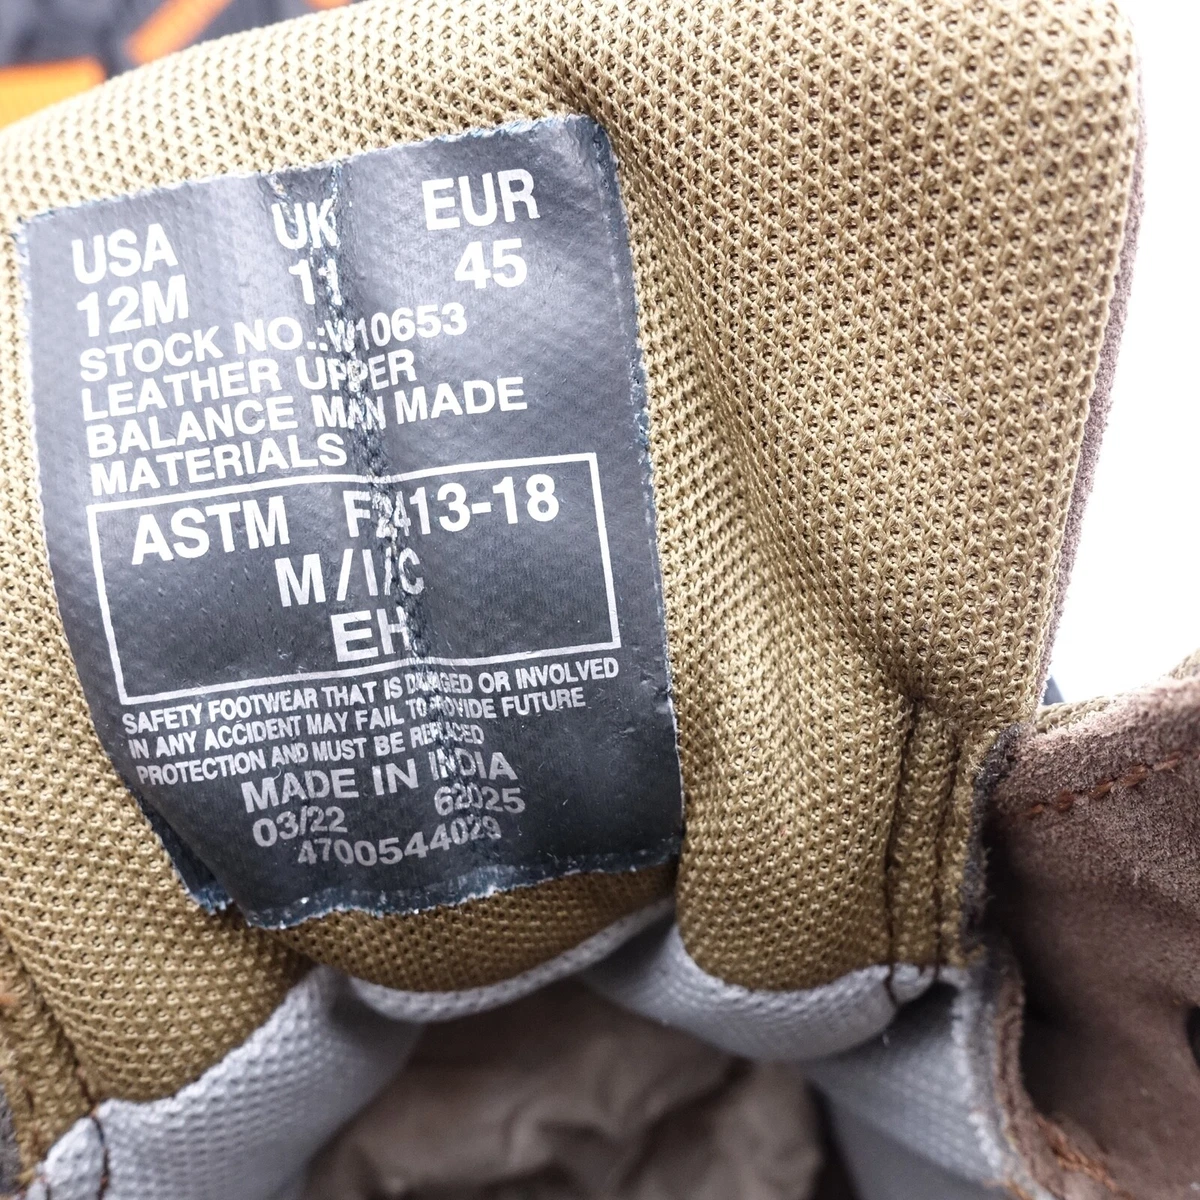 USA UK EUR
12M 11 45
STOCK NO.:W10653
LEATHER UPPER
BALANCE MAN MADE
MATERIALS
ASTM F2413-18
M/I/C
EH
SAFETY FOOTWEAR THAT IS DAMAGED OR INVOLVED
IN ANY ACCIDENT MAY FAIL TO PROVIDE FUTURE
PROTECTION AND MUST BE REPLACED
MADE IN INDIA
03/22 62025
4700544029